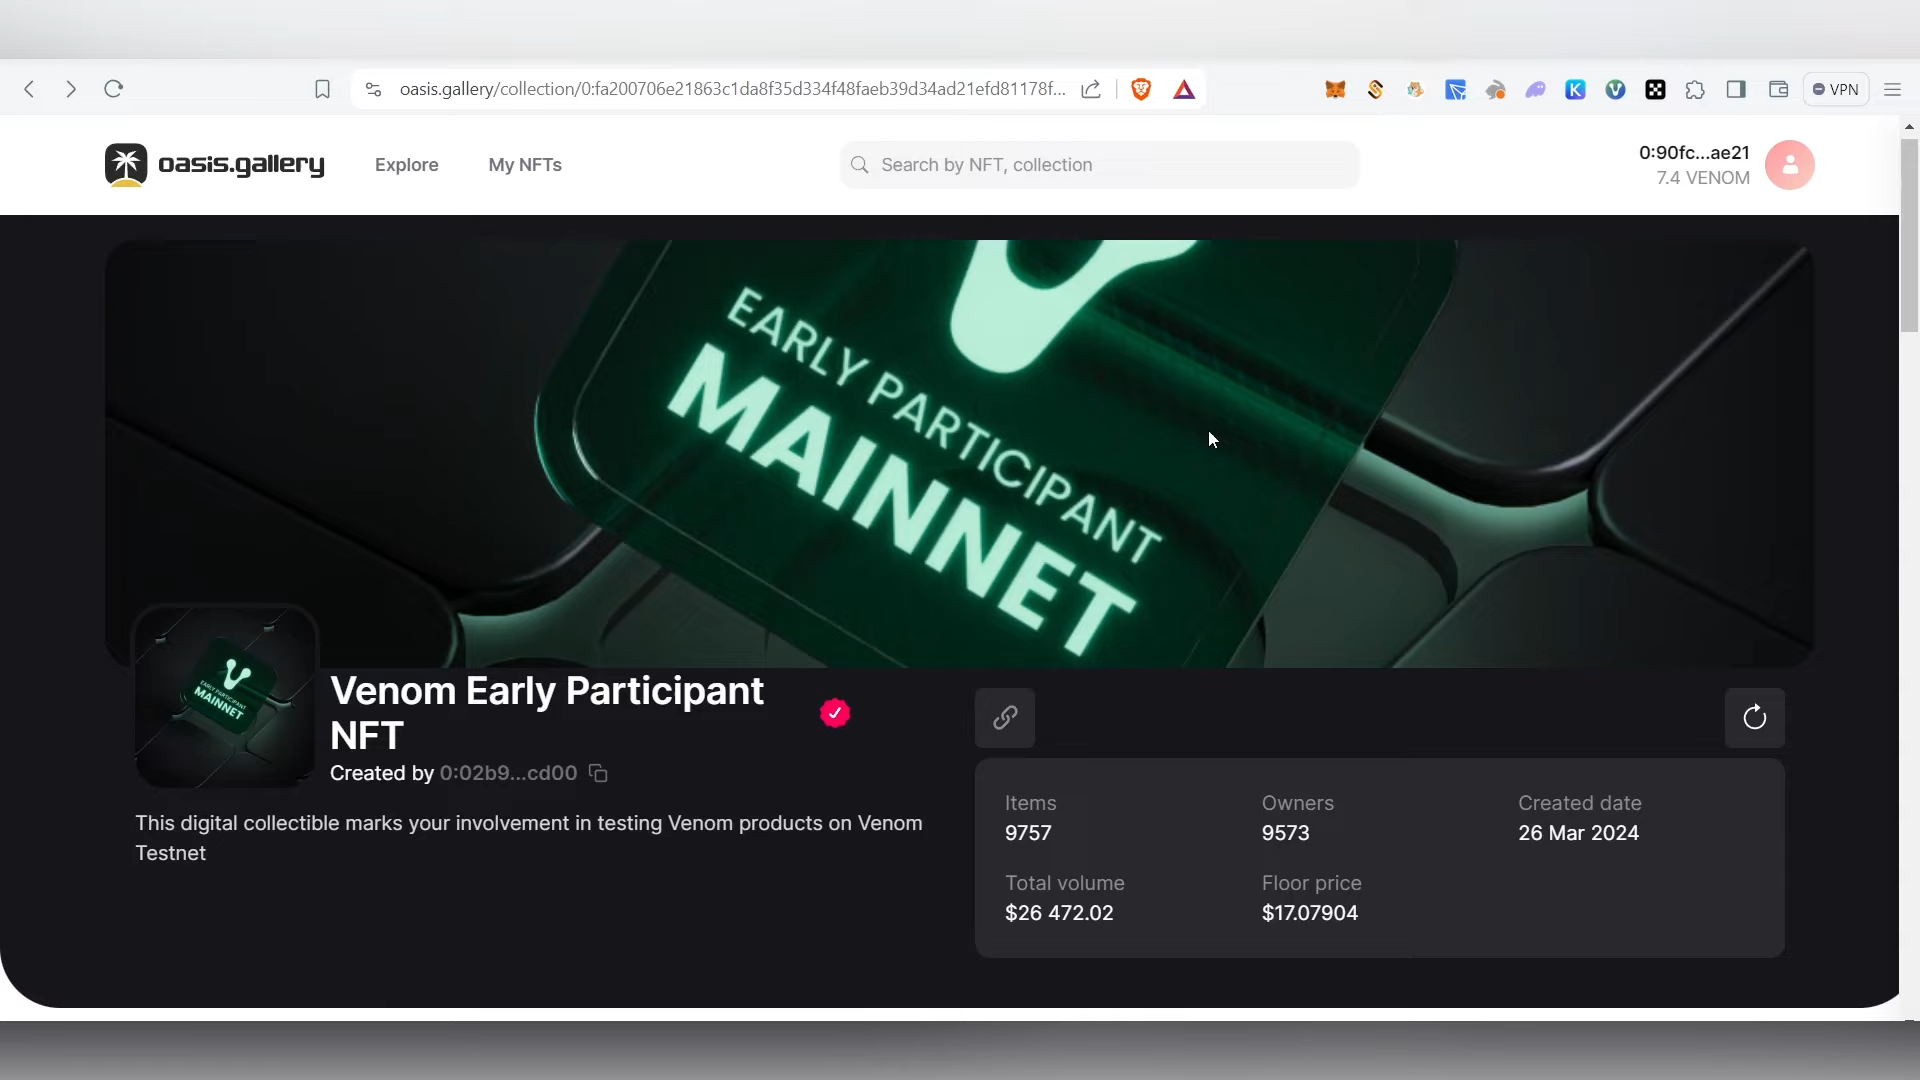 oasis.gallery/collection/0:fa200706e21863c1da8f35d334f48faeb39d34ad21efd81178f...
VPN
oasis.gallery
Explore
My NFTs
Search by NFT, collection
0:90fc...ae21
7.4 VENOM
EARLY PARTICIPANT
MAINNET
EARLY PARTICIPANT
MAINNET
Venom Early Participant
NFT
Created by 0:02b9...cd00
This digital collectible marks your involvement in testing Venom products on Venom
Testnet
Items
9757
Owners
9573
Created date
26 Mar 2024
Total volume
$26 472.02
Floor price
$17.07904